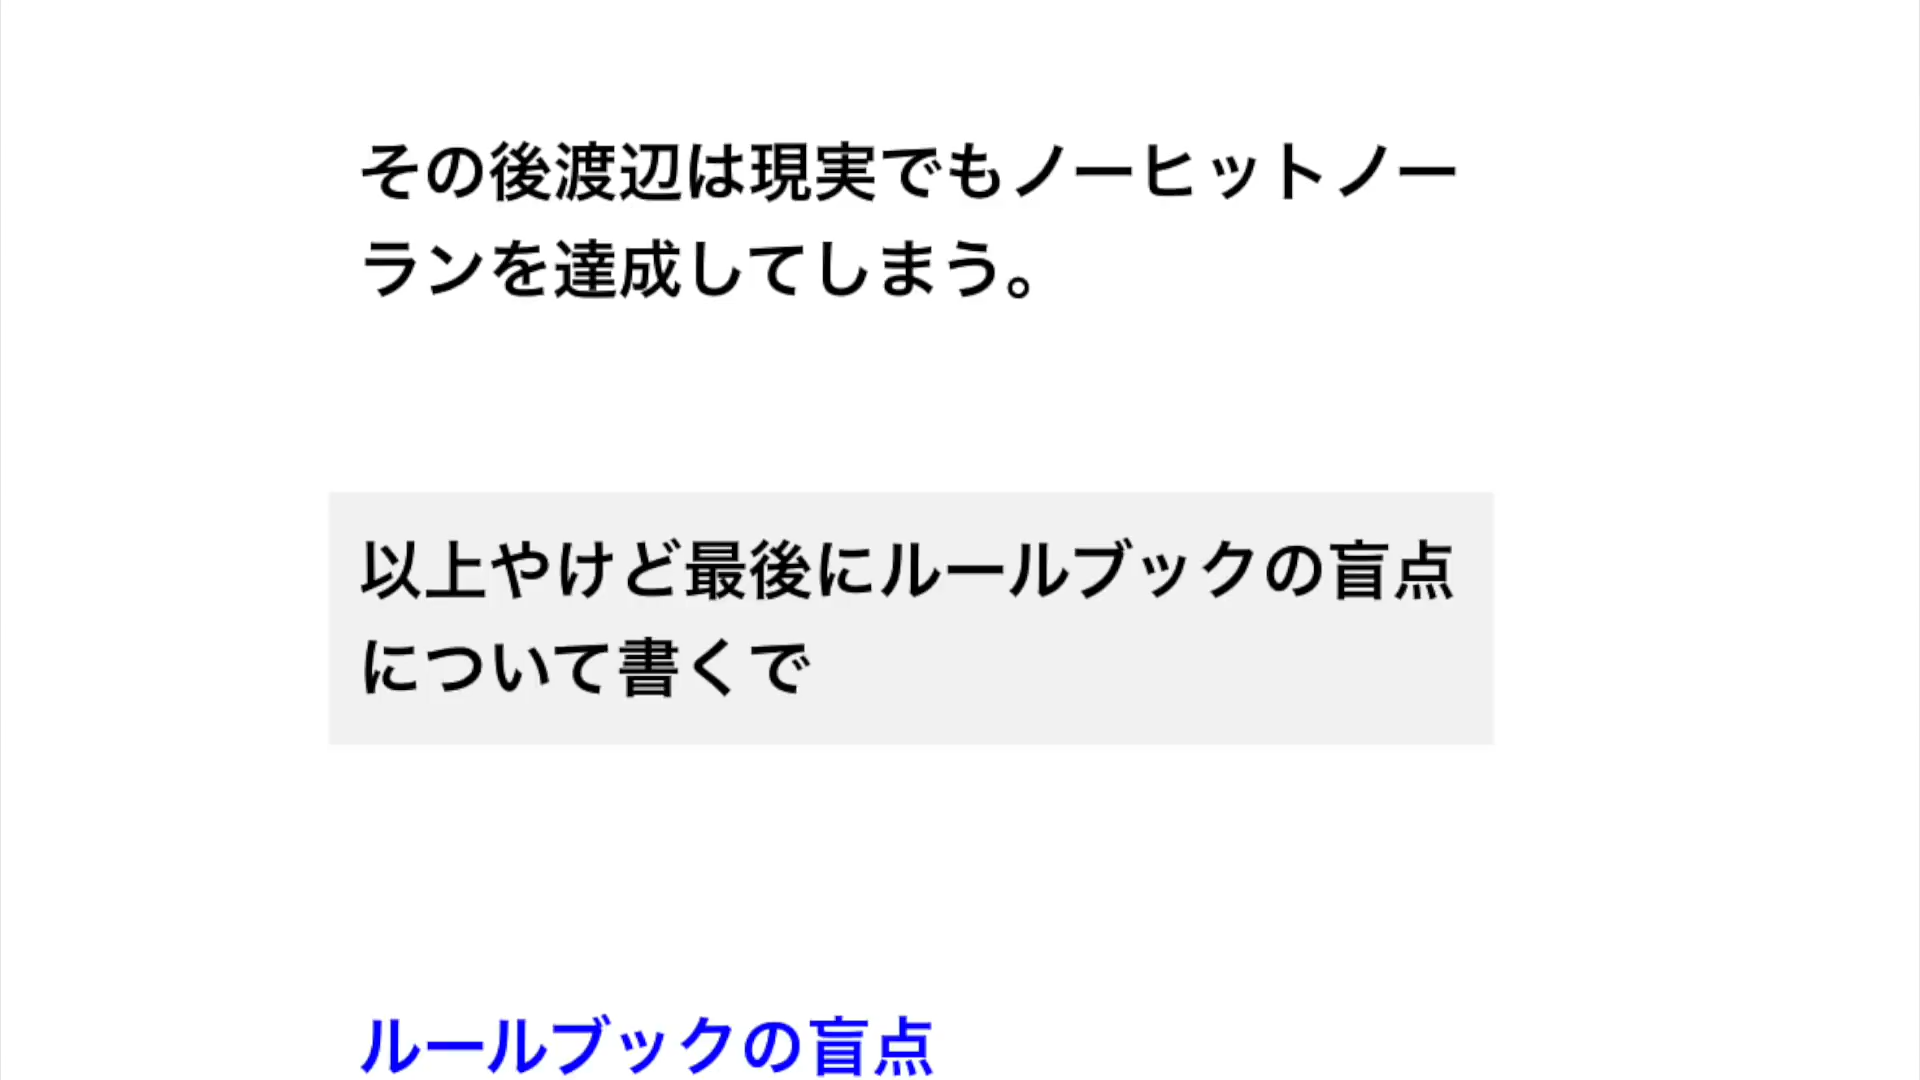 その後渡辺は現実でもノーヒットノー
ランを達成してしまう。
以上やけど最後にルールブックの盲点
について書くで
ルールブックの盲点